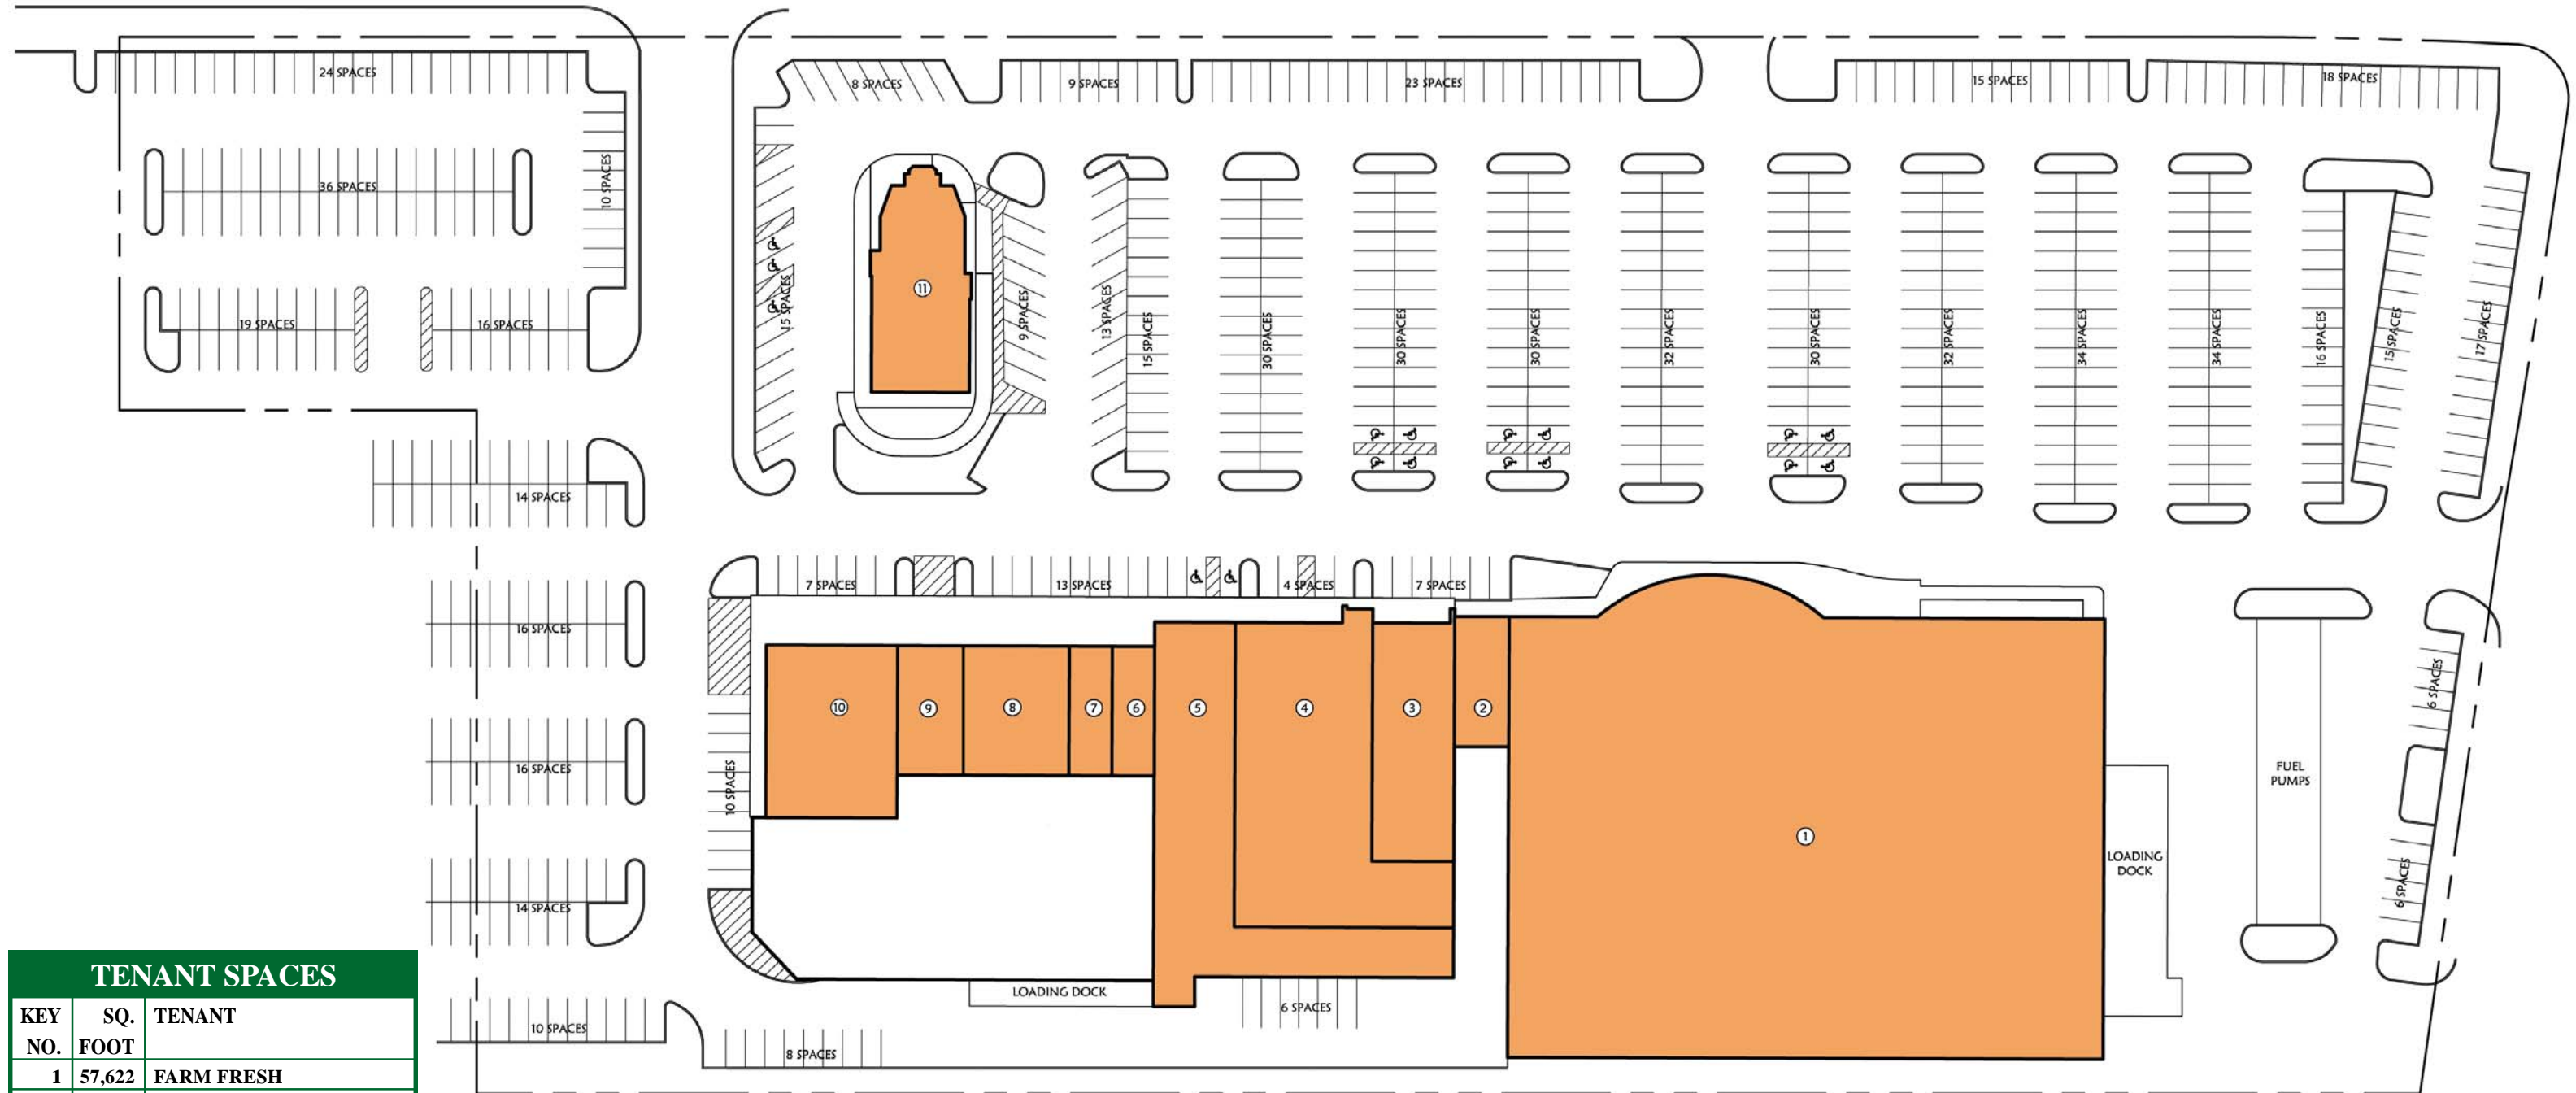 24 SPACES
8 SPACES
9 SPACES
23 SPACES
15 SPACES
18 SPACES
36 SPACES
10 SPACES
19 SPACES
16 SPACES
15 SPACES
11
9 SPACES
13 SPACES
15 SPACES
30 SPACES
30 SPACES
30 SPACES
32 SPACES
30 SPACES
32 SPACES
34 SPACES
34 SPACES
16 SPACES
15 SPACES
17 SPACES
14 SPACES
16 SPACES
16 SPACES
14 SPACES
10 SPACES
7 SPACES
13 SPACES
4 SPACES
7 SPACES
10 SPACES
10
9
8
7
6
5
4
3
2
1
LOADING
DOCK
FUEL
PUMPS
6 SPACES
6 SPACES
LOADING DOCK
6 SPACES
8 SPACES
TENANT SPACES
KEY SQ. TENANT
NO. FOOT
1 57,622 FARM FRESH